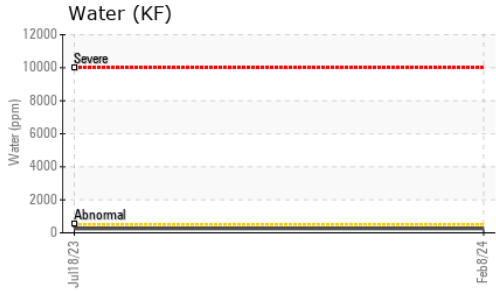 Water (KF)
12000
Severe
10000
8000
6000
Water (ppm)
4000
2000
Abnormal
0
Jul18/23
Feb8/24